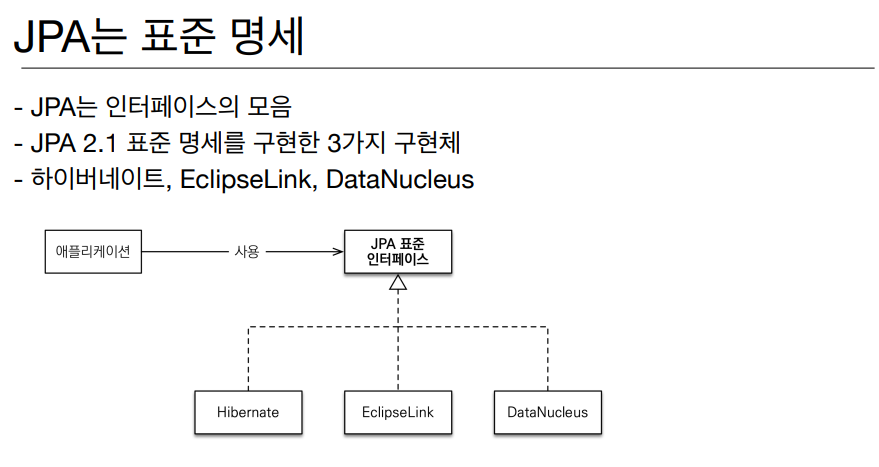 JPA는 표준 명세
- JPA는 인터페이스의 모음
- JPA 2.1 표준 명세를 구현한 3가지 구현체
- 하이버네이트, EclipseLink, DataNucleus
애플리케이션
사용
JPA 표준
인터페이스
Hibernate
EclipseLink
DataNucleus